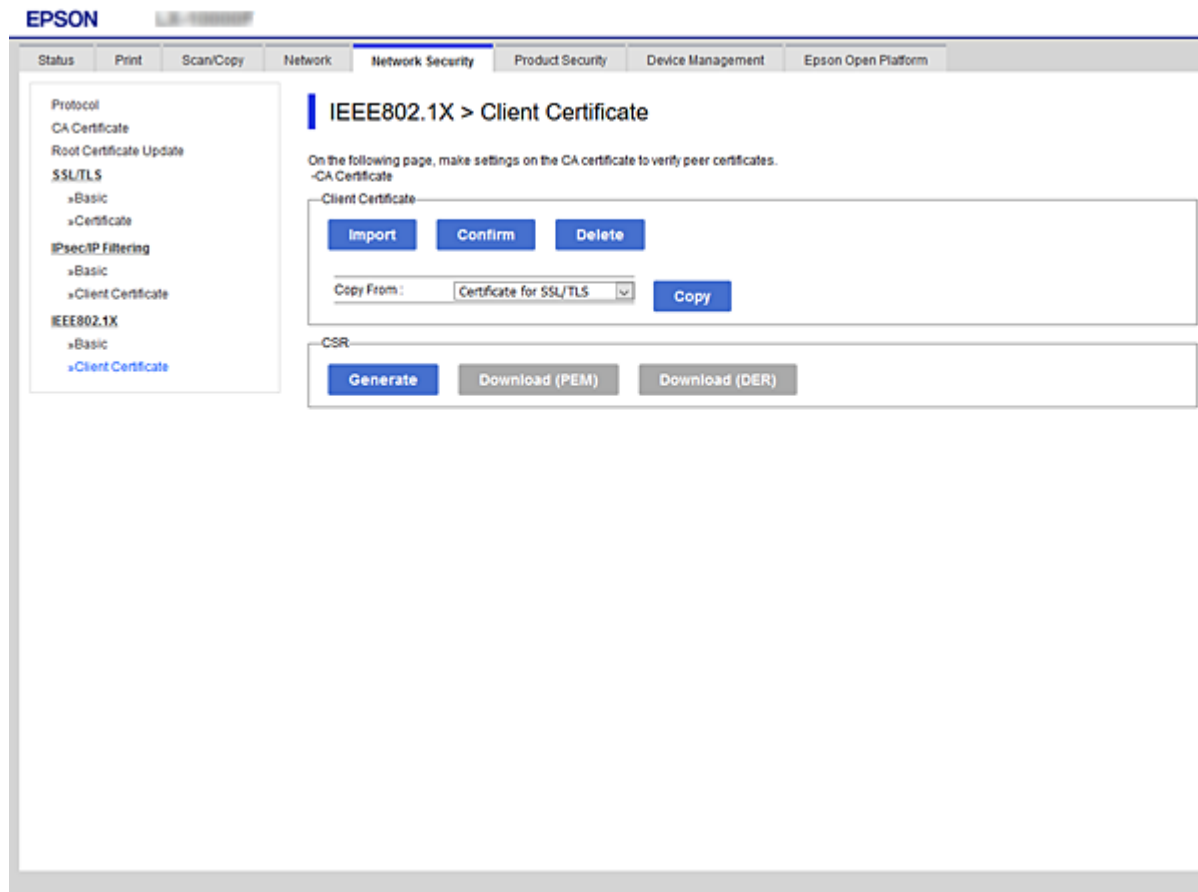 EPSON
Status Print Scan/Copy Network Network Security Product Security Device Management Epson Open Platform
Protocol
CA Certificate
Root Certificate Update
SSL/TLS
»Basic
»Certificate
IPsec/IP Filtering
»Basic
»Client Certificate
IEEE802.1X
»Basic
»Client Certificate
IEEE802.1X > Client Certificate
On the following page, make settings on the CA certificate to verify peer certificates.
-CA Certificate
Client Certificate
Import Confirm Delete
Copy From : Certificate for SSL/TLS Copy
CSR
Generate Download (PEM) Download (DER)